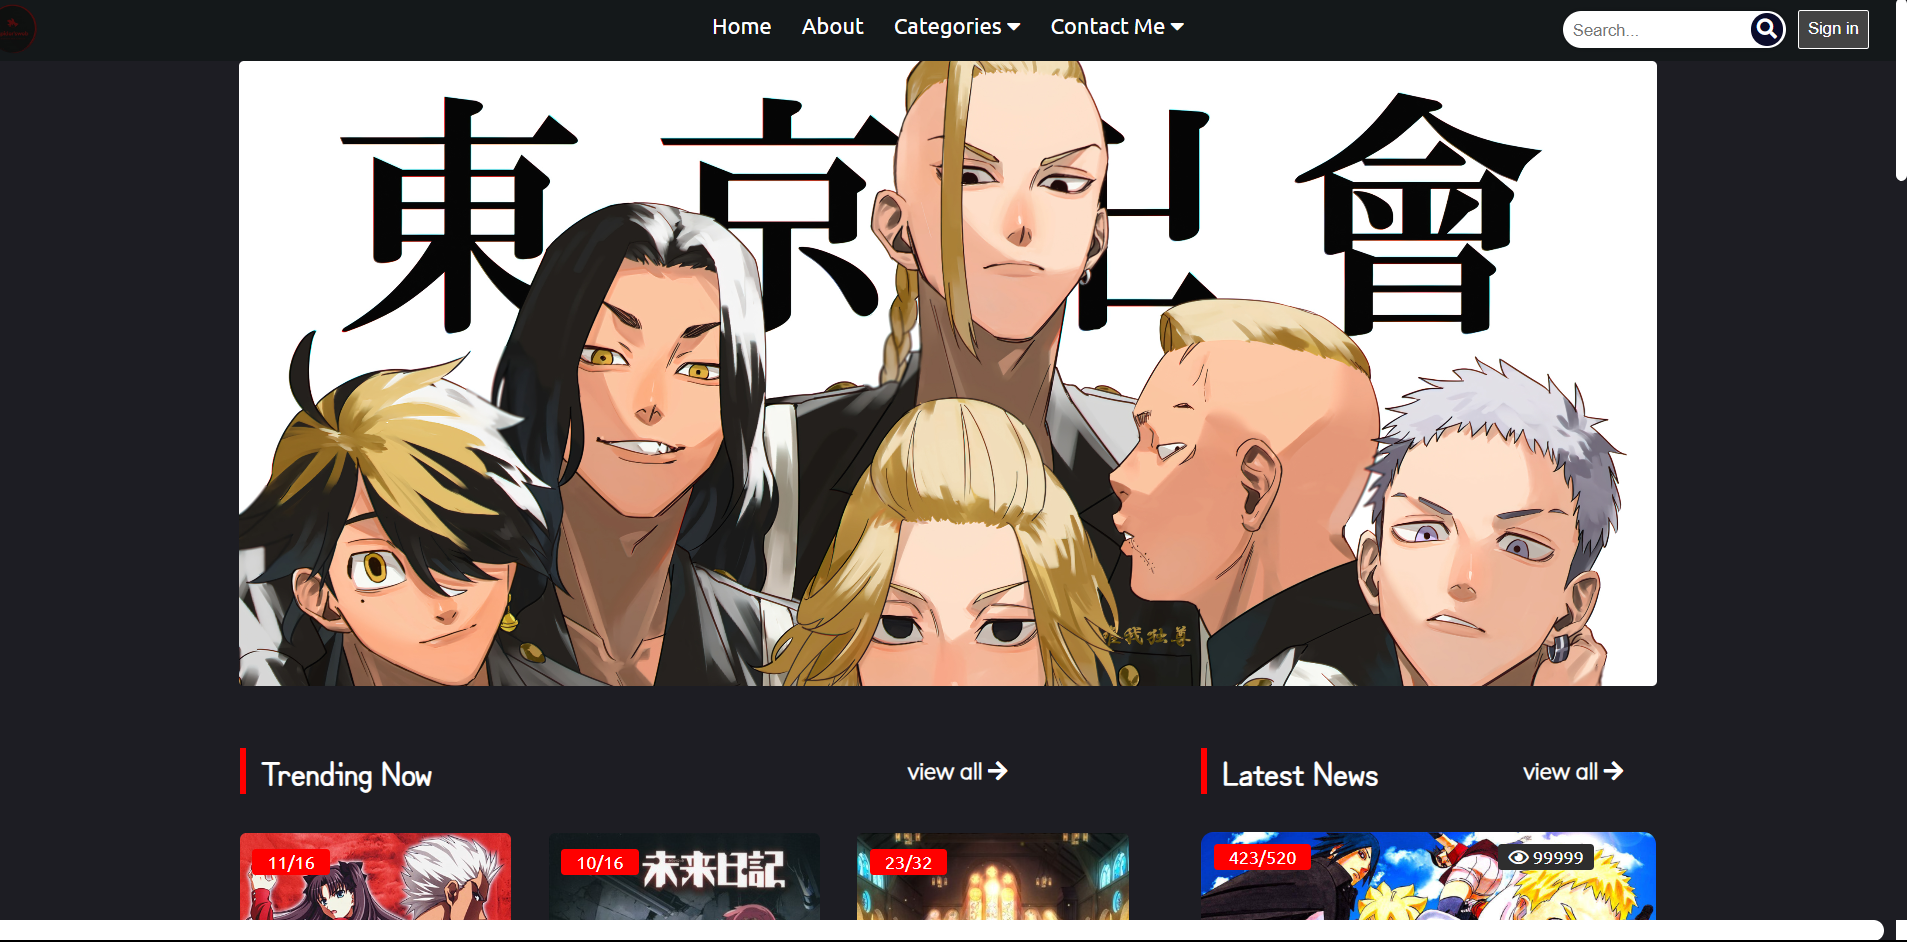 Home About Categories Contact Me Search... Sign in
東京卍會
Trending Now view all Latest News view all
11/16 10/16 23/32 423/520 99999
未来日記